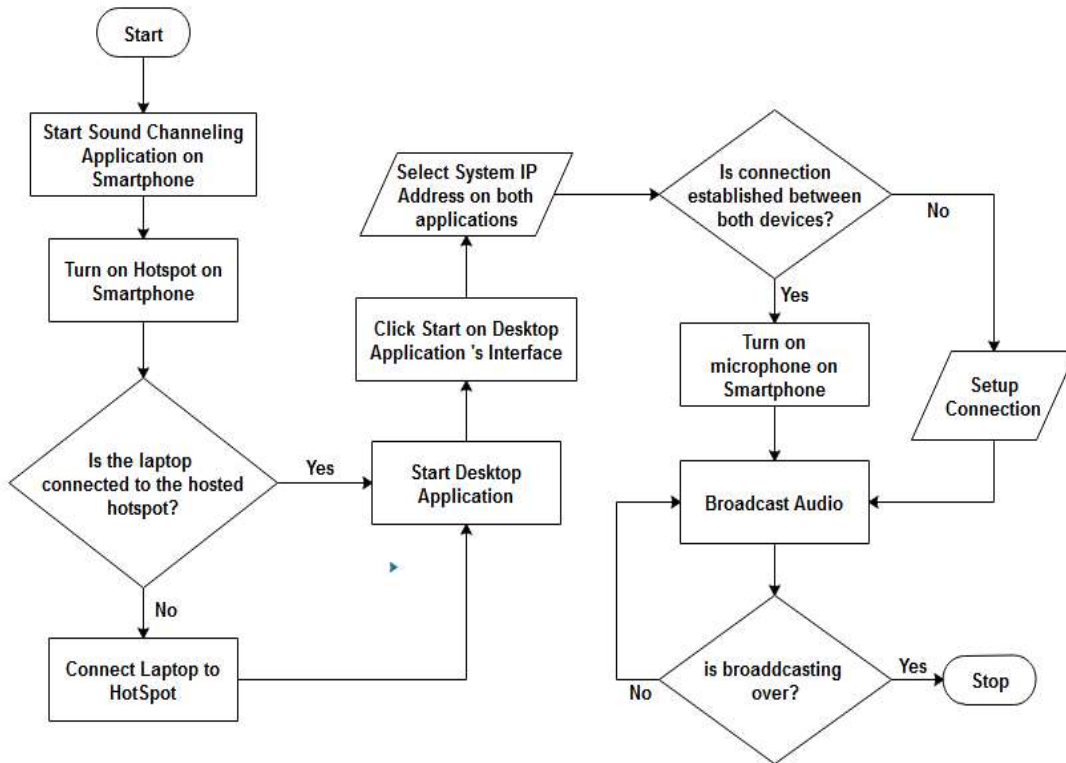 Start
Start Sound Channeling
Application on
Smartphone
Turn on Hotspot on
Smartphone
Is the laptop
connected to the hosted
hotspot?
Yes
No
Connect Laptop to
HotSpot
Start Desktop
Application
Click Start on Desktop
Application 's Interface
Select System IP
Address on both
applications
Is connection
established between
both devices?
No
Yes
Turn on
microphone on
Smartphone
Setup
Connection
Broadcast Audio
is broaddcasting
over?
No
Yes
Stop